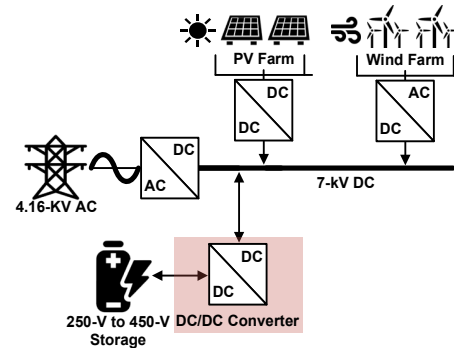 PV Farm
Wind Farm
DC
DC
AC
DC
DC
AC
4.16-KV AC
7-kV DC
DC
DC
250-V to 450-V
Storage
DC/DC Converter